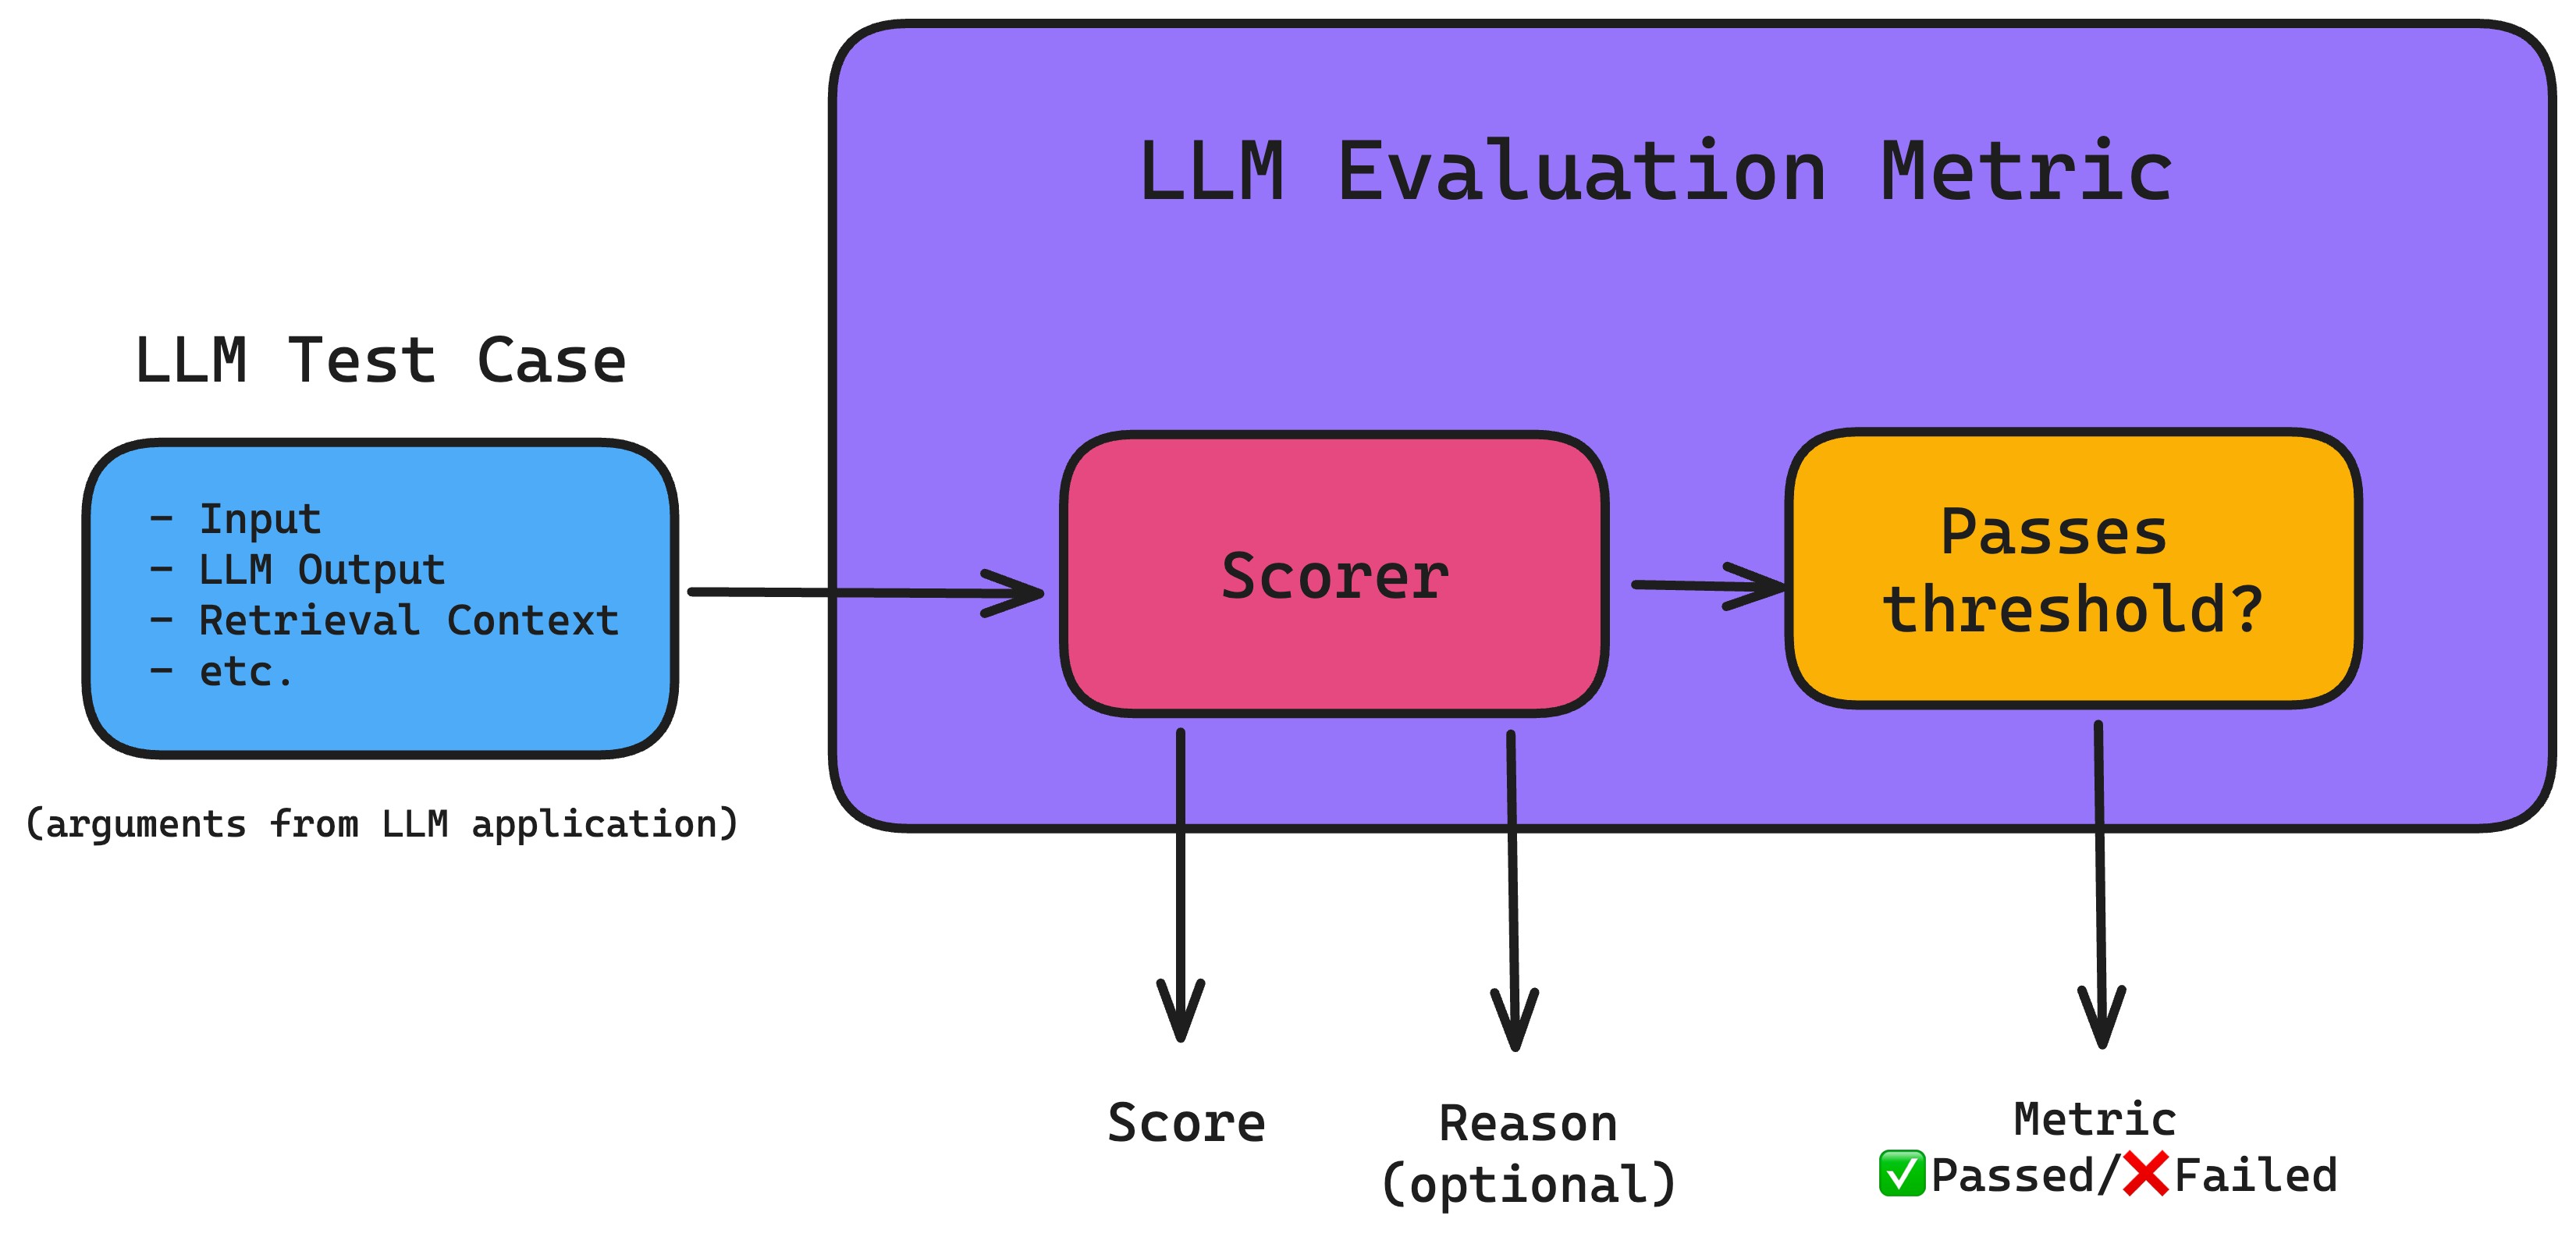 LLM Evaluation Metric
LLM Test Case
- Input
- LLM Output
- Retrieval Context
- etc.
(arguments from LLM application)
Scorer
Passes
threshold?
Score
Reason
(optional)
Metric
✅Passed/❌Failed